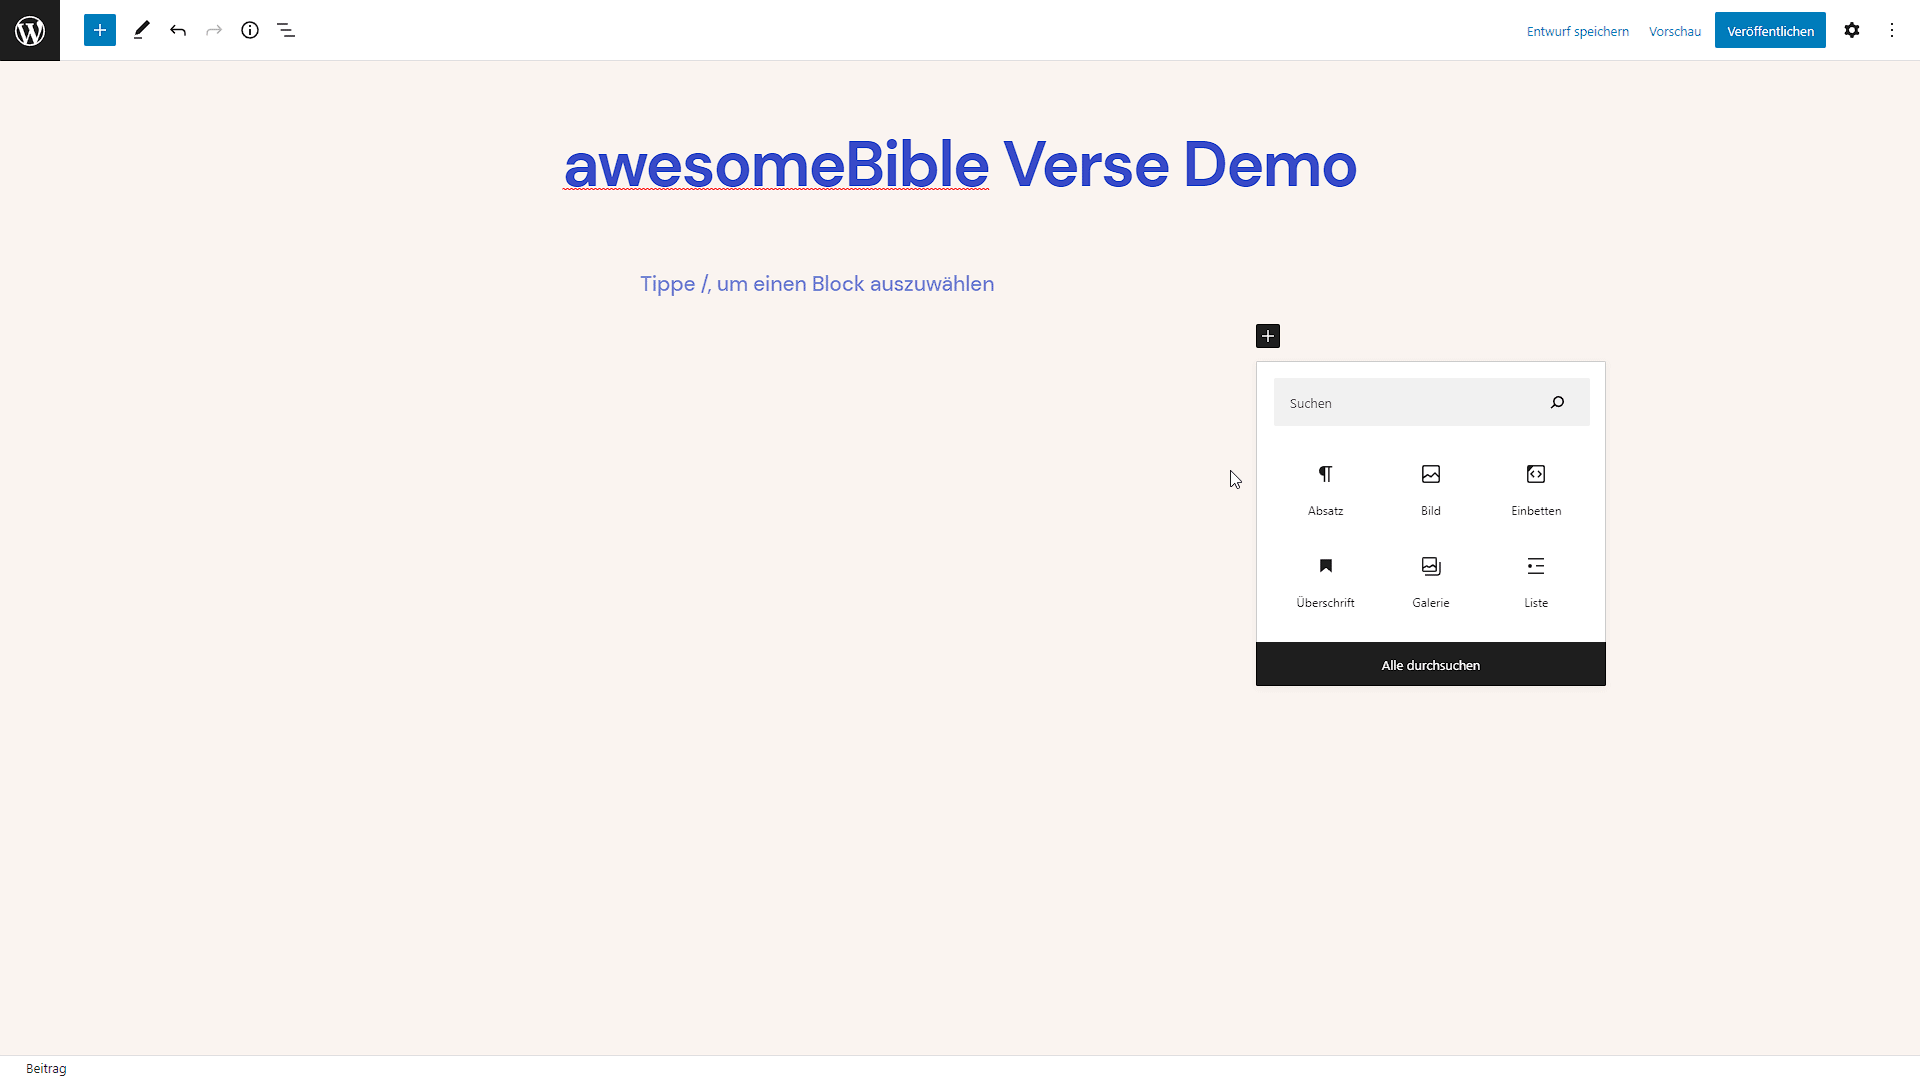 Entwurf speichern Vorschau Veröffentlichen
awesomeBible Verse Demo
Tippe /, um einen Block auszuwählen
Suchen
Absatz Bild Einbetten
Überschrift Galerie Liste
Alle durchsuchen
Beitrag